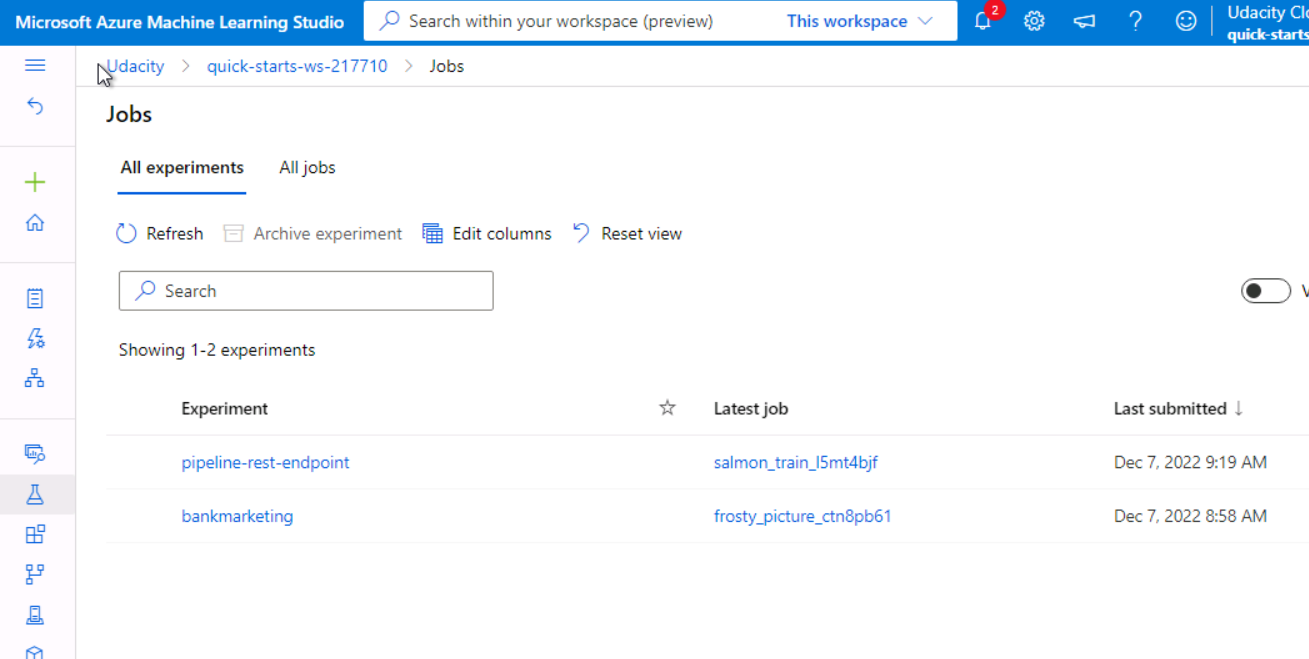 Microsoft Azure Machine Learning Studio
Search within your workspace (preview)
This workspace
2
Udacity
quick-starts
Udacity > quick-starts-ws-217710 > Jobs
Jobs
All experiments
All jobs
Refresh
Archive experiment
Edit columns
Reset view
Search
Showing 1-2 experiments
Experiment
Latest job
Last submitted ↓
pipeline-rest-endpoint
salmon_train_l5mt4bjf
Dec 7, 2022 9:19 AM
bankmarketing
frosty_picture_ctn8pb61
Dec 7, 2022 8:58 AM